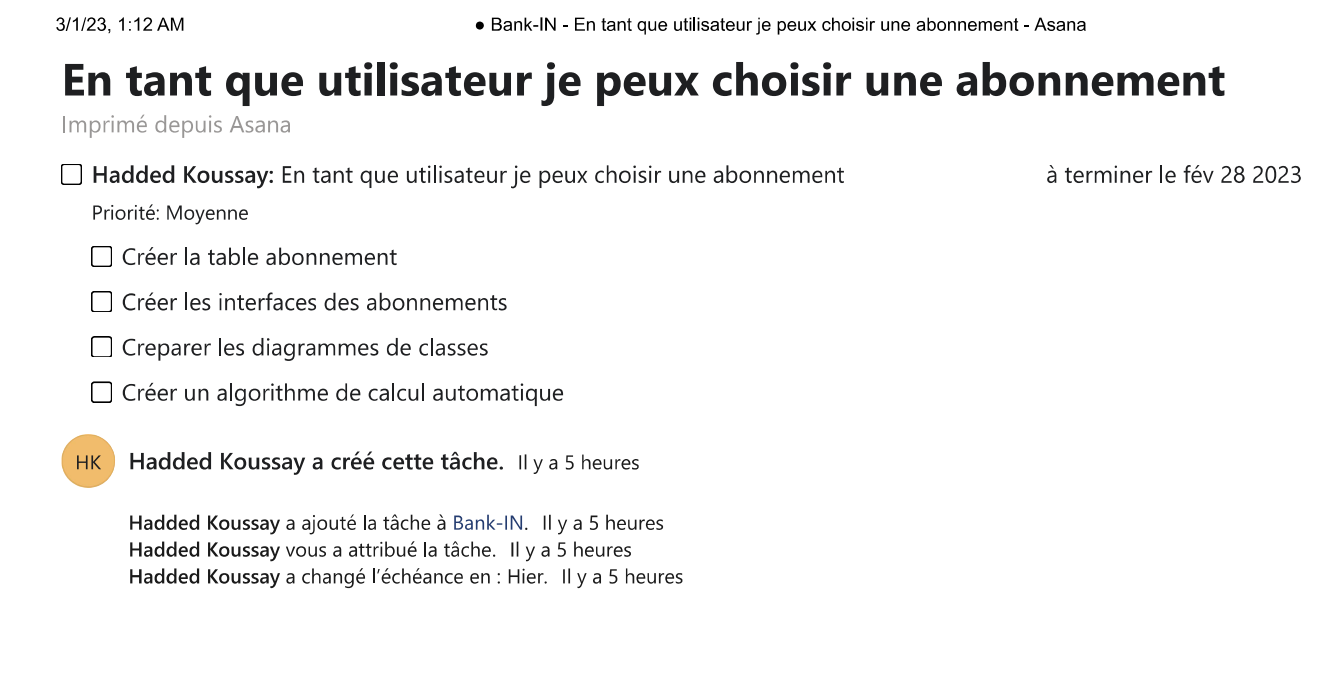 3/1/23, 1:12 AM
● Bank-IN - En tant que utilisateur je peux choisir une abonnement - Asana
En tant que utilisateur je peux choisir une abonnement
Imprimé depuis Asana
Hadded Koussay: En tant que utilisateur je peux choisir une abonnement à terminer le fév 28 2023
Priorité: Moyenne
Créer la table abonnement
Créer les interfaces des abonnements
Creparer les diagrammes de classes
Créer un algorithme de calcul automatique
HK Hadded Koussay a créé cette tâche. Il y a 5 heures
Hadded Koussay a ajouté la tâche à Bank-IN. Il y a 5 heures
Hadded Koussay vous a attribué la tâche. Il y a 5 heures
Hadded Koussay a changé l’échéance en : Hier. Il y a 5 heures